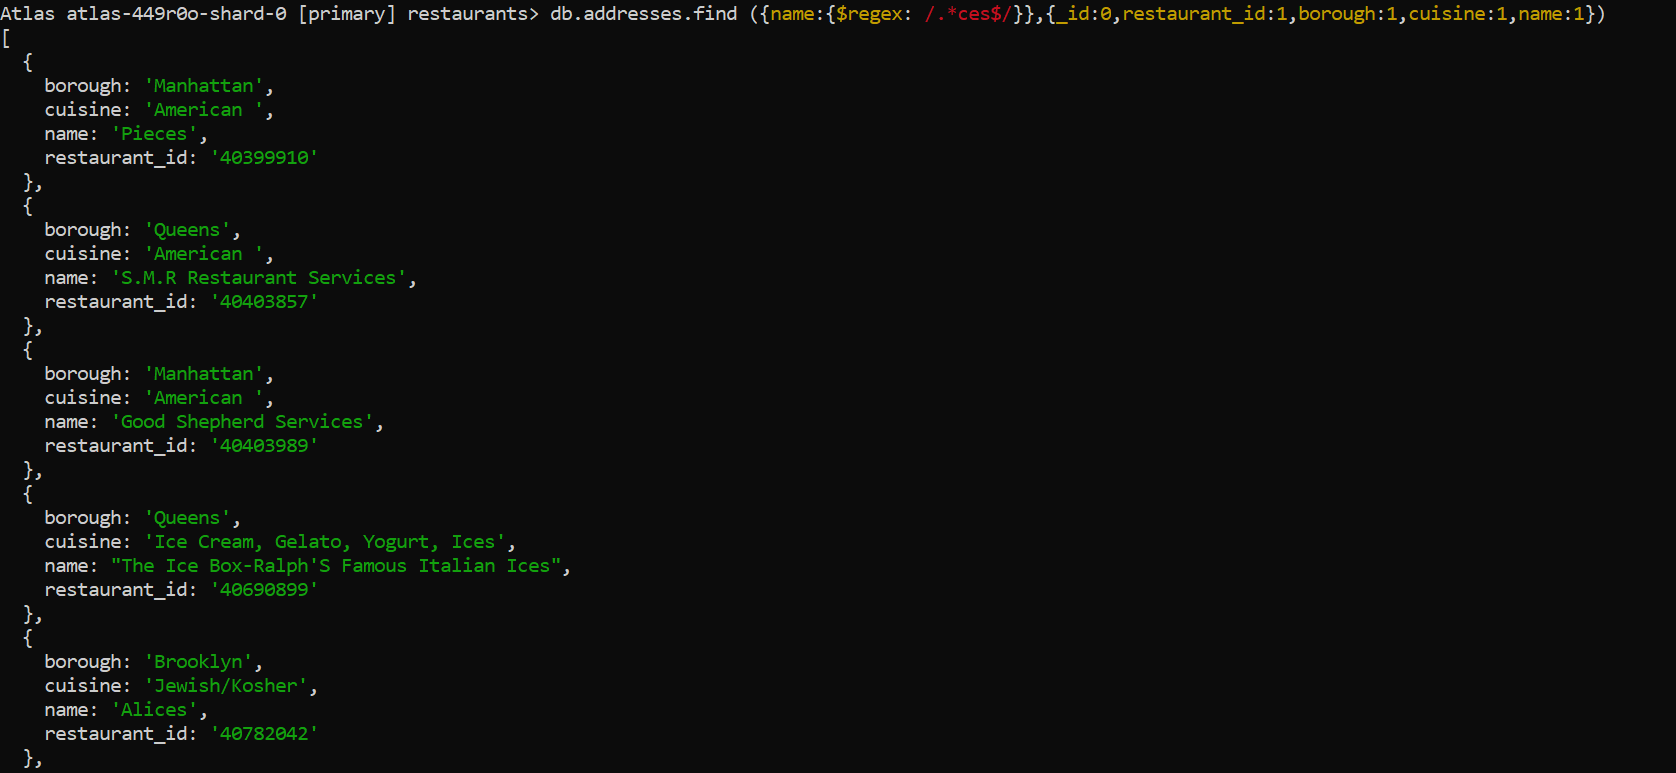 Atlas atlas-449r0o-shard-0 [primary] restaurants> db.addresses.find ({name:{$regex: /.*ces$/}},{_id:0,restaurant_id:1,borough:1,cuisine:1,name:1})
[
  {
    borough: 'Manhattan',
    cuisine: 'American ',
    name: 'Pieces',
    restaurant_id: '40399910'
  },
  {
    borough: 'Queens',
    cuisine: 'American ',
    name: 'S.M.R Restaurant Services',
    restaurant_id: '40403857'
  },
  {
    borough: 'Manhattan',
    cuisine: 'American ',
    name: 'Good Shepherd Services',
    restaurant_id: '40403989'
  },
  {
    borough: 'Queens',
    cuisine: 'Ice Cream, Gelato, Yogurt, Ices',
    name: "The Ice Box-Ralph'S Famous Italian Ices",
    restaurant_id: '40690899'
  },
  {
    borough: 'Brooklyn',
    cuisine: 'Jewish/Kosher',
    name: 'Alices',
    restaurant_id: '40782042'
  },